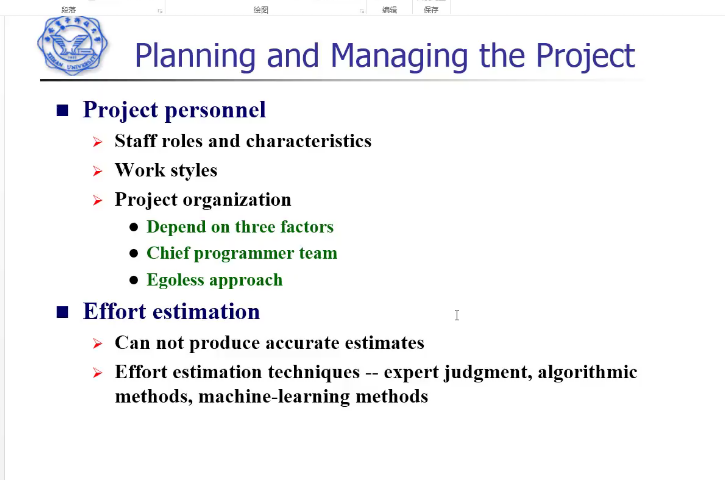 段落
绘图
编辑
保存
XIDIAN UNIVERSITY
Planning and Managing the Project
Project personnel
Staff roles and characteristics
Work styles
Project organization
Depend on three factors
Chief programmer team
Egoless approach
Effort estimation
Can not produce accurate estimates
Effort estimation techniques -- expert judgment, algorithmic
methods, machine-learning methods